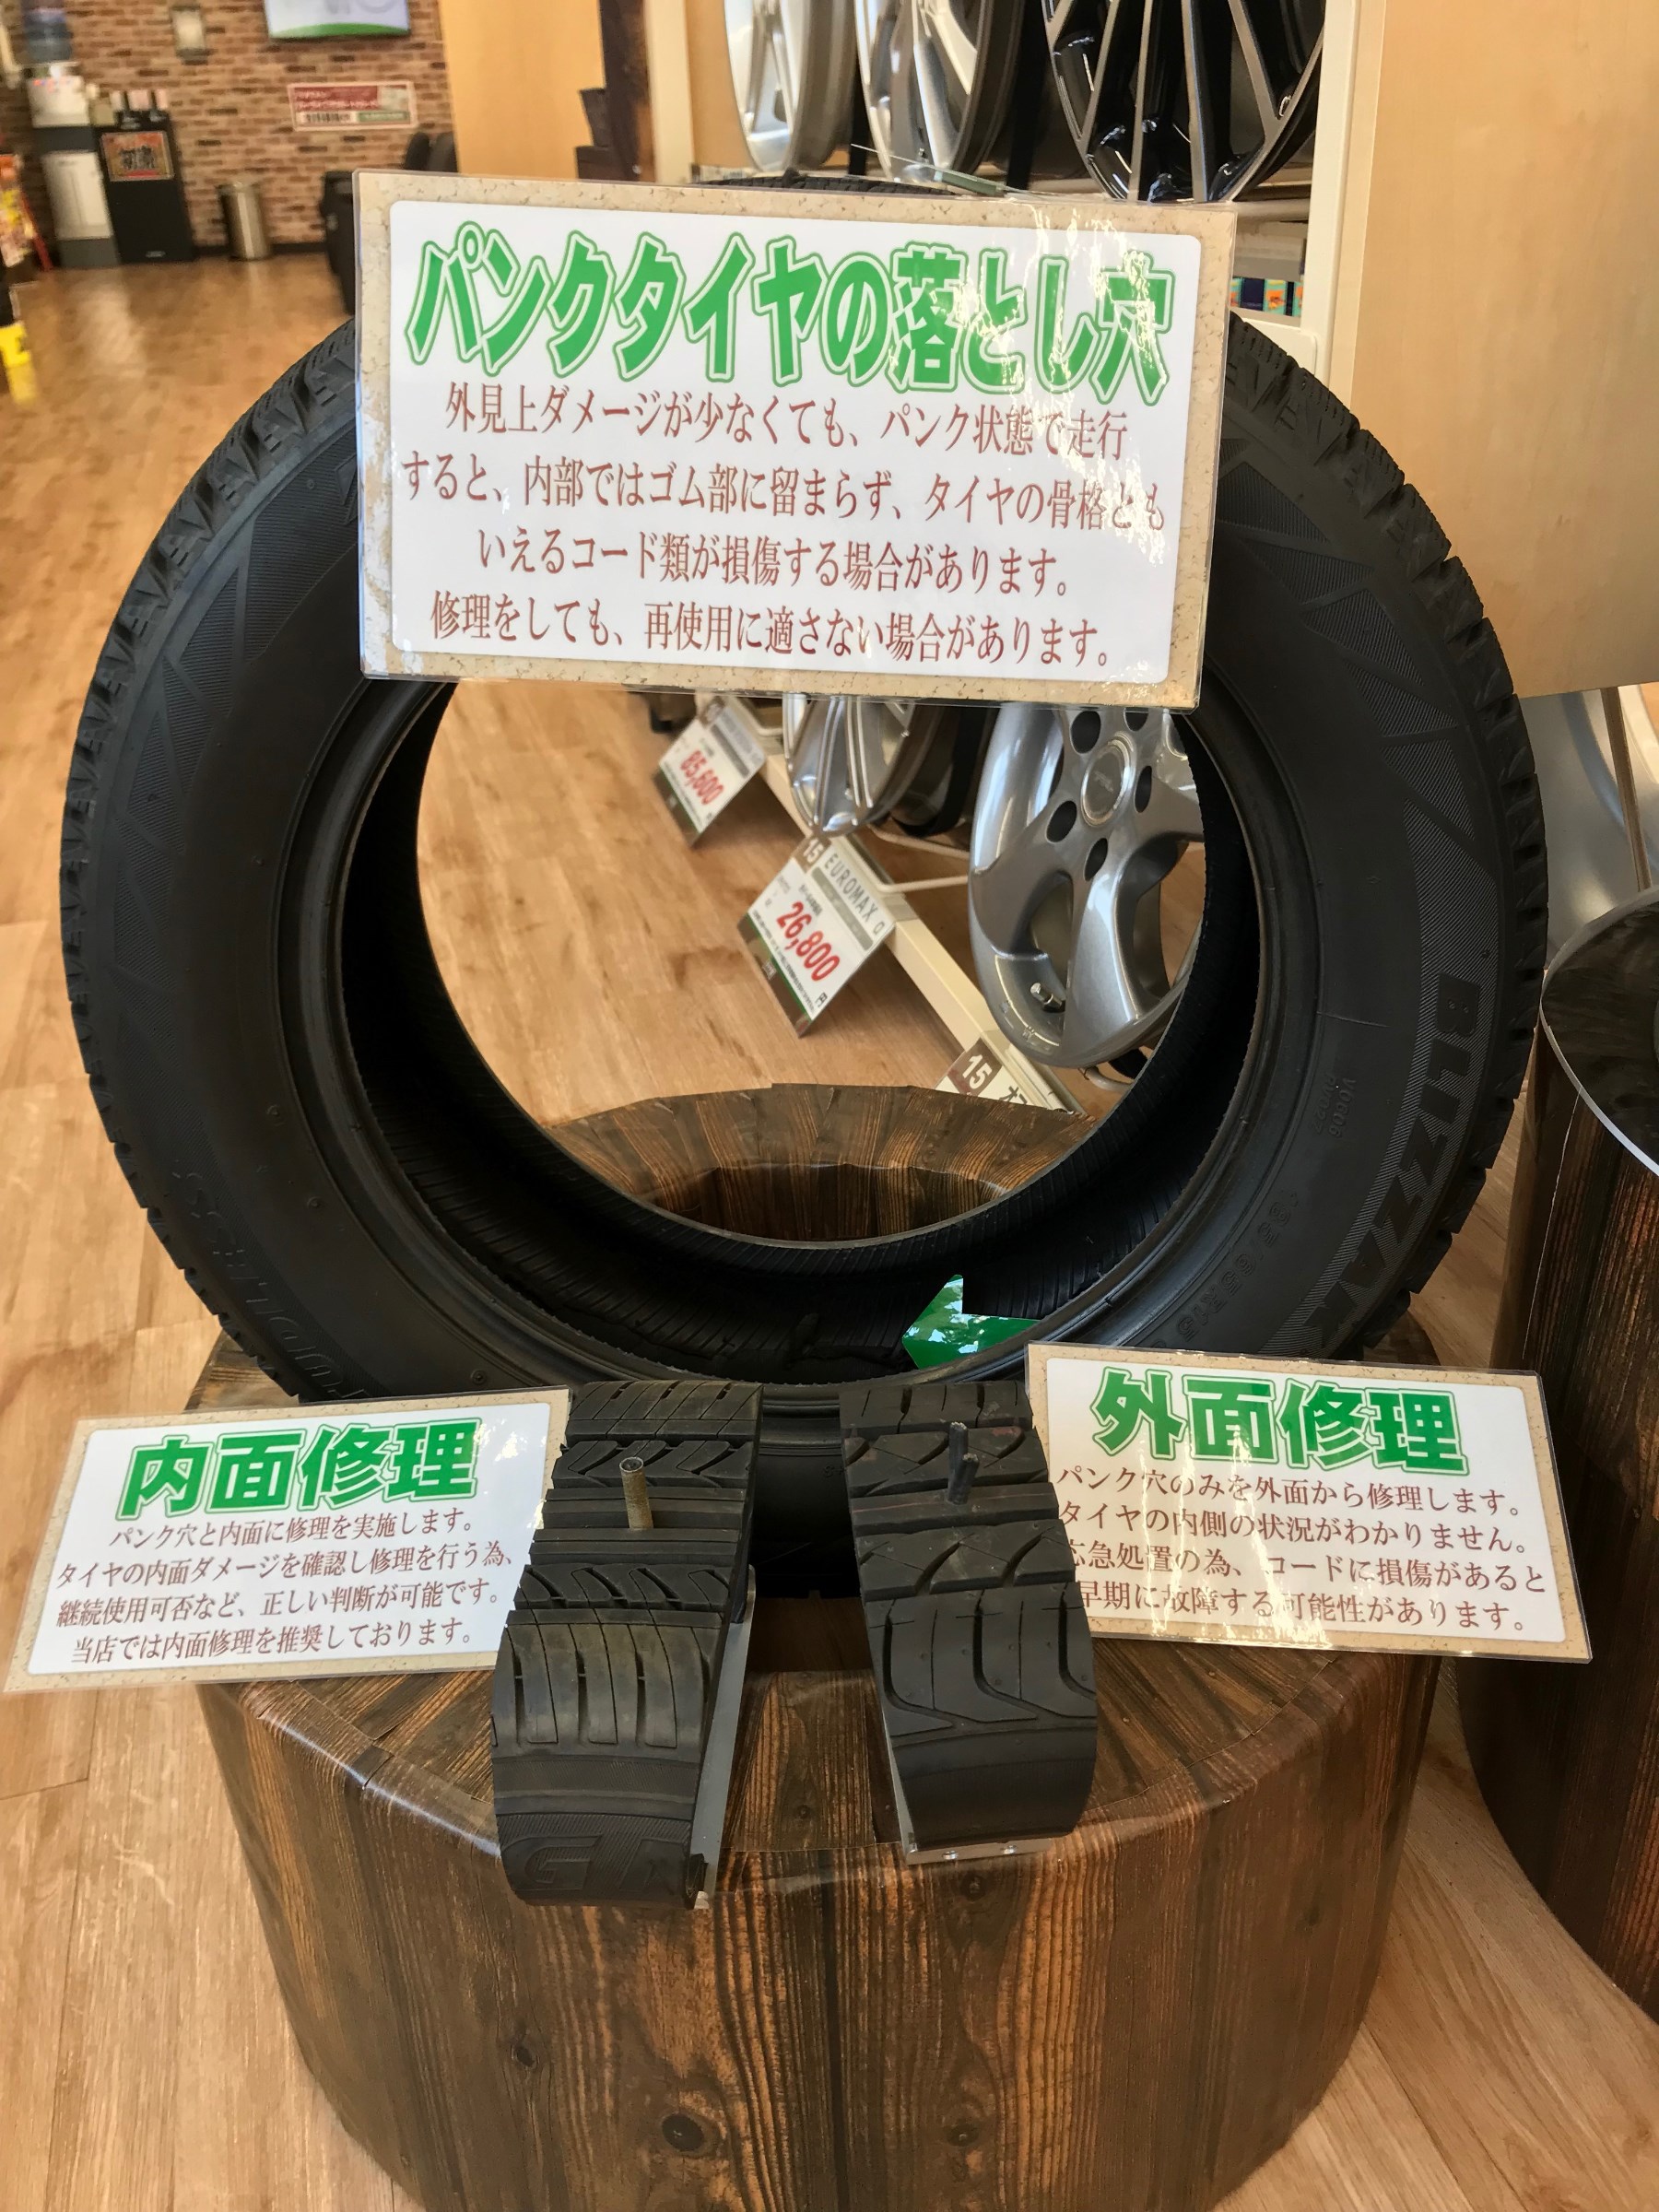 パンクタイヤの落とし穴
外見上ダメージが少なくても、パンク状態で走行
すると、内部ではゴム部に留まらず、タイヤの骨格とも
いえるコード類が損傷する場合があります。
修理をしても、再使用に適さない場合があります。
85,600
15 EUROMAX
26,800円
15
BLIZZAK
185/65R15
内面修理
パンク穴と内面に修理を実施します。
タイヤの内面ダメージを確認し修理を行う為、
継続使用可否など、正しい判断が可能です。
当店では内面修理を推奨しております。
外面修理
パンク穴のみを外面から修理します。
タイヤの内側の状況がわかりません。
応急処置の為、コードに損傷があると
早期に故障する可能性があります。